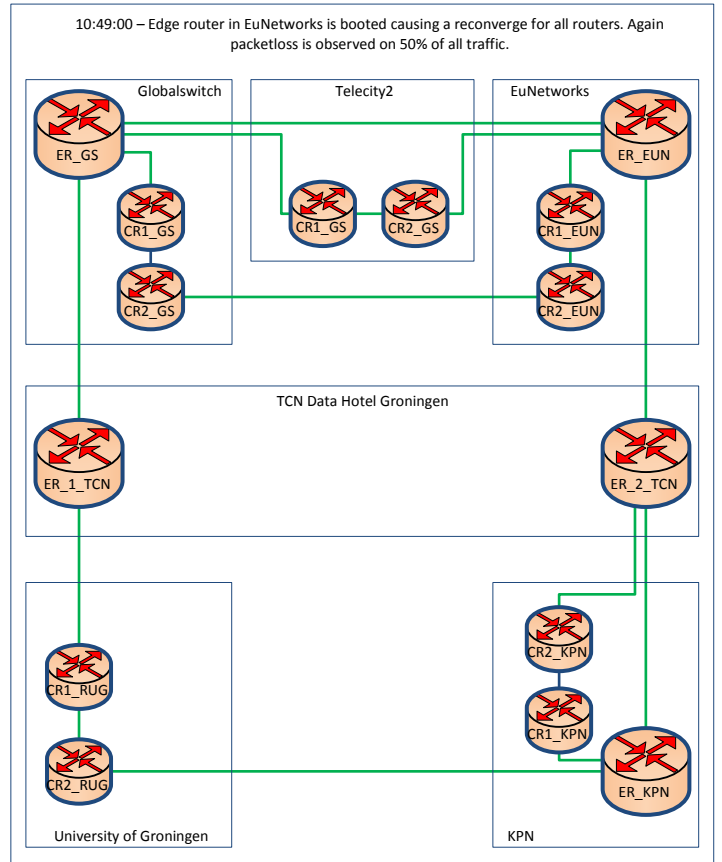 10:49:00 – Edge router in EuNetworks is booted causing a reconverge for all routers. Again
packetloss is observed on 50% of all traffic.
Globalswitch
Telecity2
EuNetworks
ER_GS
ER_EUN
CR1_GS
CR1_GS
CR2_GS
CR1_EUN
CR2_GS
CR2_EUN
TCN Data Hotel Groningen
ER_1_TCN
ER_2_TCN
CR2_KPN
CR1_RUG
CR1_KPN
CR2_RUG
ER_KPN
University of Groningen
KPN